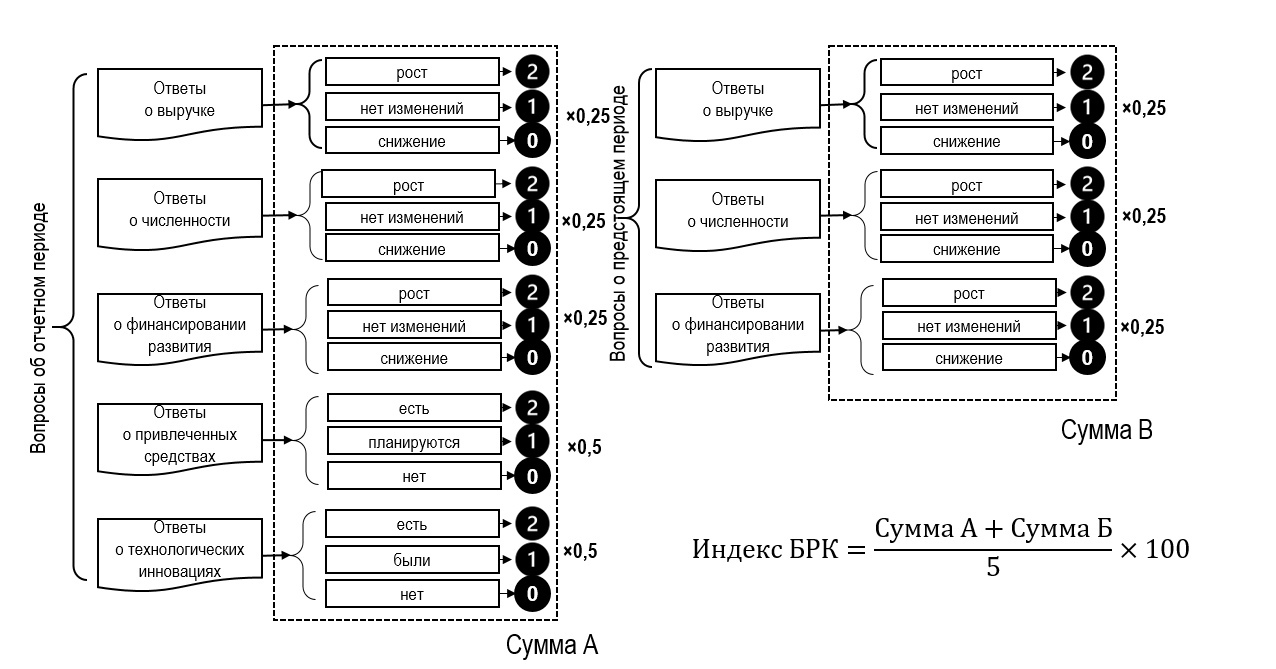 Вопросы об отчетном периоде
Ответы
о выручке
рост
2
нет изменений
1
снижение
0
×0,25
Ответы
о численности
рост
2
нет изменений
1
снижение
0
×0,25
Ответы
о финансировании
развития
рост
2
нет изменений
1
снижение
0
×0,25
Ответы
о привлеченных
средствах
есть
2
планируются
1
нет
0
×0,5
Ответы
о технологических
инновациях
есть
2
были
1
нет
0
×0,5
Сумма А
Вопросы о предстоящем периоде
Ответы
о выручке
рост
2
нет изменений
1
снижение
0
×0,25
Ответы
о численности
рост
2
нет изменений
1
снижение
0
×0,25
Ответы
о финансировании
развития
рост
2
нет изменений
1
снижение
0
×0,25
Сумма В
Индекс БРК = (Сумма А + Сумма Б) / 5 × 100